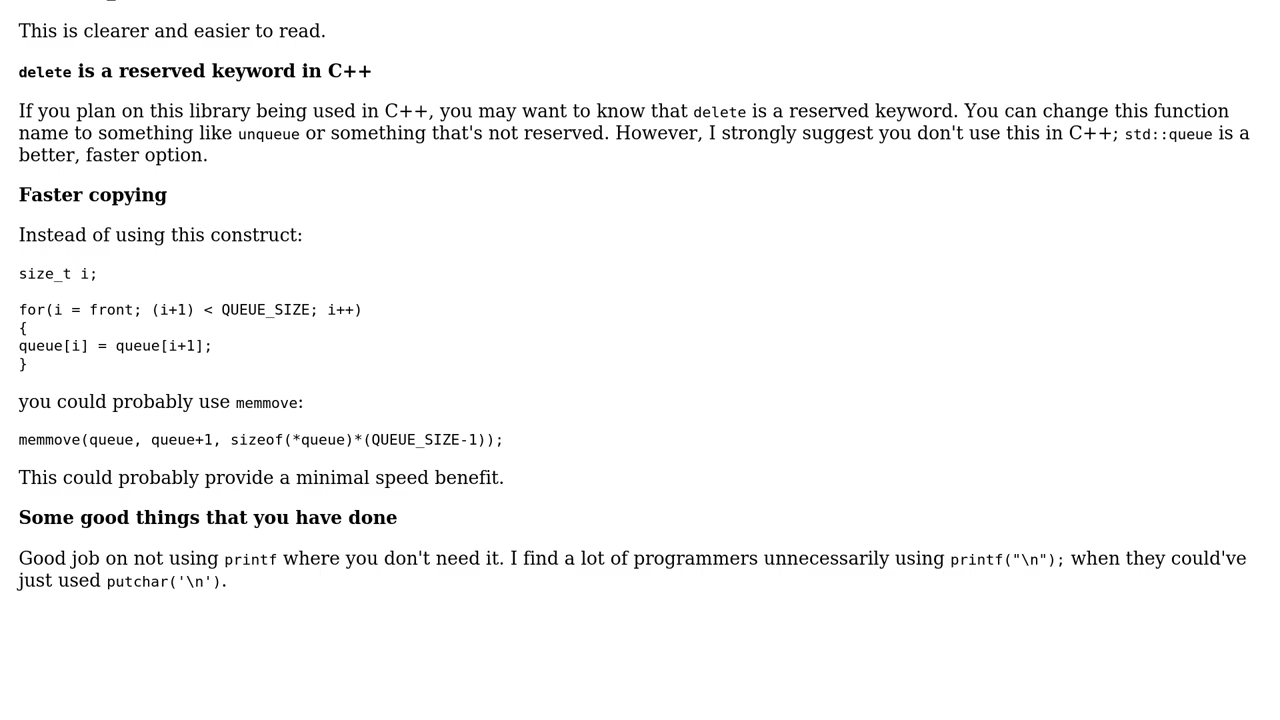 This is clearer and easier to read.
delete is a reserved keyword in C++
If you plan on this library being used in C++, you may want to know that delete is a reserved keyword. You can change this function
name to something like unqueue or something that's not reserved. However, I strongly suggest you don't use this in C++; std::queue is a
better, faster option.
Faster copying
Instead of using this construct:
size_t i;
for(i = front; (i+1) < QUEUE_SIZE; i++)
{
queue[i] = queue[i+1];
}
you could probably use memmove:
memmove(queue, queue+1, sizeof(*queue)*(QUEUE_SIZE-1));
This could probably provide a minimal speed benefit.
Some good things that you have done
Good job on not using printf where you don't need it. I find a lot of programmers unnecessarily using printf("\n"); when they could've
just used putchar('\n').